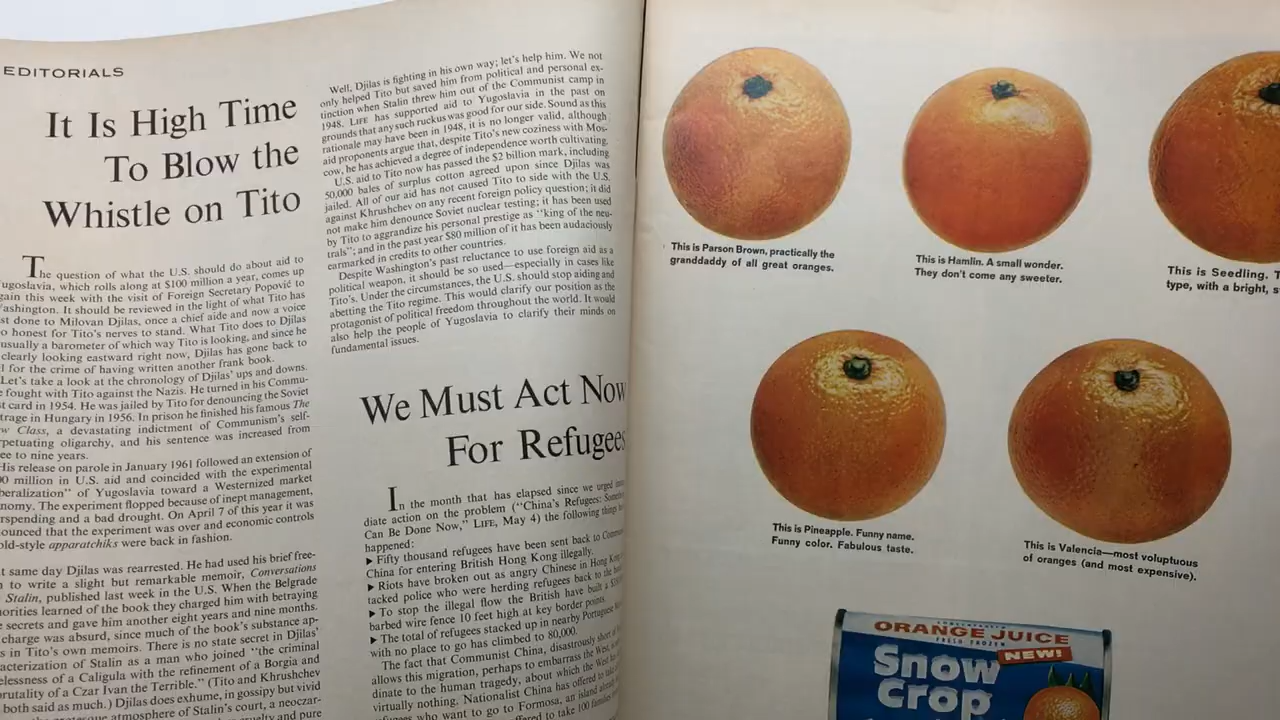 EDITORIALS
It Is High Time
To Blow the
Whistle on Tito
The question of what the U.S. should do about aid to
ugoslavia, which rolls along at $100 million a year, comes up
gain this week with the visit of Foreign Secretary Popović to
ashington. It should be reviewed in the light of what Tito has
st done to Milovan Djilas, once a chief aide and now a voice
o honest for Tito's nerves to stand. What Tito does to Djilas
usually a barometer of which way Tito is looking, and since he
clearly looking eastward right now, Djilas has gone back to
l for the crime of having written another frank book.
Let's take a look at the chronology of Djilas' ups and downs.
e fought with Tito against the Nazis. He turned in his Commu-
st card in 1954. He was jailed by Tito for denouncing the Soviet
trage in Hungary in 1956. In prison he finished his famous The
w Class, a devastating indictment of Communism's self-
rpetuating oligarchy, and his sentence was increased from
ee to nine years.
His release on parole in January 1961 followed an extension of
00 million in U.S. aid and coincided with the experimental
beralization" of Yugoslavia toward a Westernized market
nomy. The experiment flopped because of inept management,
rspending and a bad drought. On April 7 of this year it was
ounced that the experiment was over and economic controls
old-style apparatchiks were back in fashion.
t same day Djilas was rearrested. He had used his brief free-
n to write a slight but remarkable memoir, Conversations
Stalin, published last week in the U.S. When the Belgrade
orities learned of the book they charged him with betraying
e secrets and gave him another eight years and nine months.
charge was absurd, since much of the book's substance ap-
s in Tito's own memoirs. There is no state secret in Djilas'
acterization of Stalin as a man who joined "the criminal
elessness of a Caligula with the refinement of a Borgia and
brutality of a Czar Ivan the Terrible." (Tito and Khrushchev
both said as much.) Djilas does exhume, in gossipy but vivid
atmosphere of Stalin's court, a neoczar-
cruelty and pure
Well, Djilas is fighting in his own way; let's help him. We not
only helped Tito but saved him from political and personal ex-
tinction when Stalin threw him out of the Communist camp in
1948. LIFE has supported aid to Yugoslavia in the past on
grounds that any such ruckus was good for our side. Sound as this
rationale may have been in 1948, it is no longer valid, although
aid proponents argue that, despite Tito's new coziness with Mos-
cow, he has achieved a degree of independence worth cultivating.
U.S. aid to Tito now has passed the $2 billion mark, including
50,000 bales of surplus cotton agreed upon since Djilas was
jailed. All of our aid has not caused Tito to side with the U.S.
against Khrushchev on any recent foreign policy question; it did
not make him denounce Soviet nuclear testing; it has been used
by Tito to aggrandize his personal prestige as "king of the neu-
trals"; and in the past year $80 million of it has been audaciously
earmarked in credits to other countries.
Despite Washington's past reluctance to use foreign aid as a
political weapon, it should be so used—especially in cases like
Tito's. Under the circumstances, the U.S. should stop aiding and
abetting the Tito regime. This would clarify our position as the
protagonist of political freedom throughout the world. It would
also help the people of Yugoslavia to clarify their minds on
fundamental issues.
We Must Act Now
For Refugees
In the month that has elapsed since we urged
diate action on the problem ("China's Refugees:
Can Be Done Now," LIFE, May 4) the following things
happened:
▶ Fifty thousand refugees have been sent back to
China for entering British Hong Kong illegally.
▶ Riots have broken out as angry Chinese in Hong
tacked police who were herding refugees back to the
▶ To stop the illegal flow the British have built a
barbed wire fence 10 feet high at key border points.
▶ The total of refugees stacked up in nearby Portuguese
with no place to go has climbed to 80,000.
The fact that Communist China, disastrously short of
allows this migration, perhaps to embarrass the West,
dinate to the human tragedy, about which the West has
virtually nothing. Nationalist China has offered to take
who want to go to Formosa, an island
offered to take 100 families
This is Parson Brown, practically the
granddaddy of all great oranges.
This is Hamlin. A small wonder.
They don't come any sweeter.
This is Seedling. T
type, with a bright, s
This is Pineapple. Funny name.
Funny color. Fabulous taste.
This is Valencia—most voluptuous
of oranges (and most expensive).
CONCENTRATED
ORANGE JUICE
FRESH FROZEN
NEW!
Snow
Crop